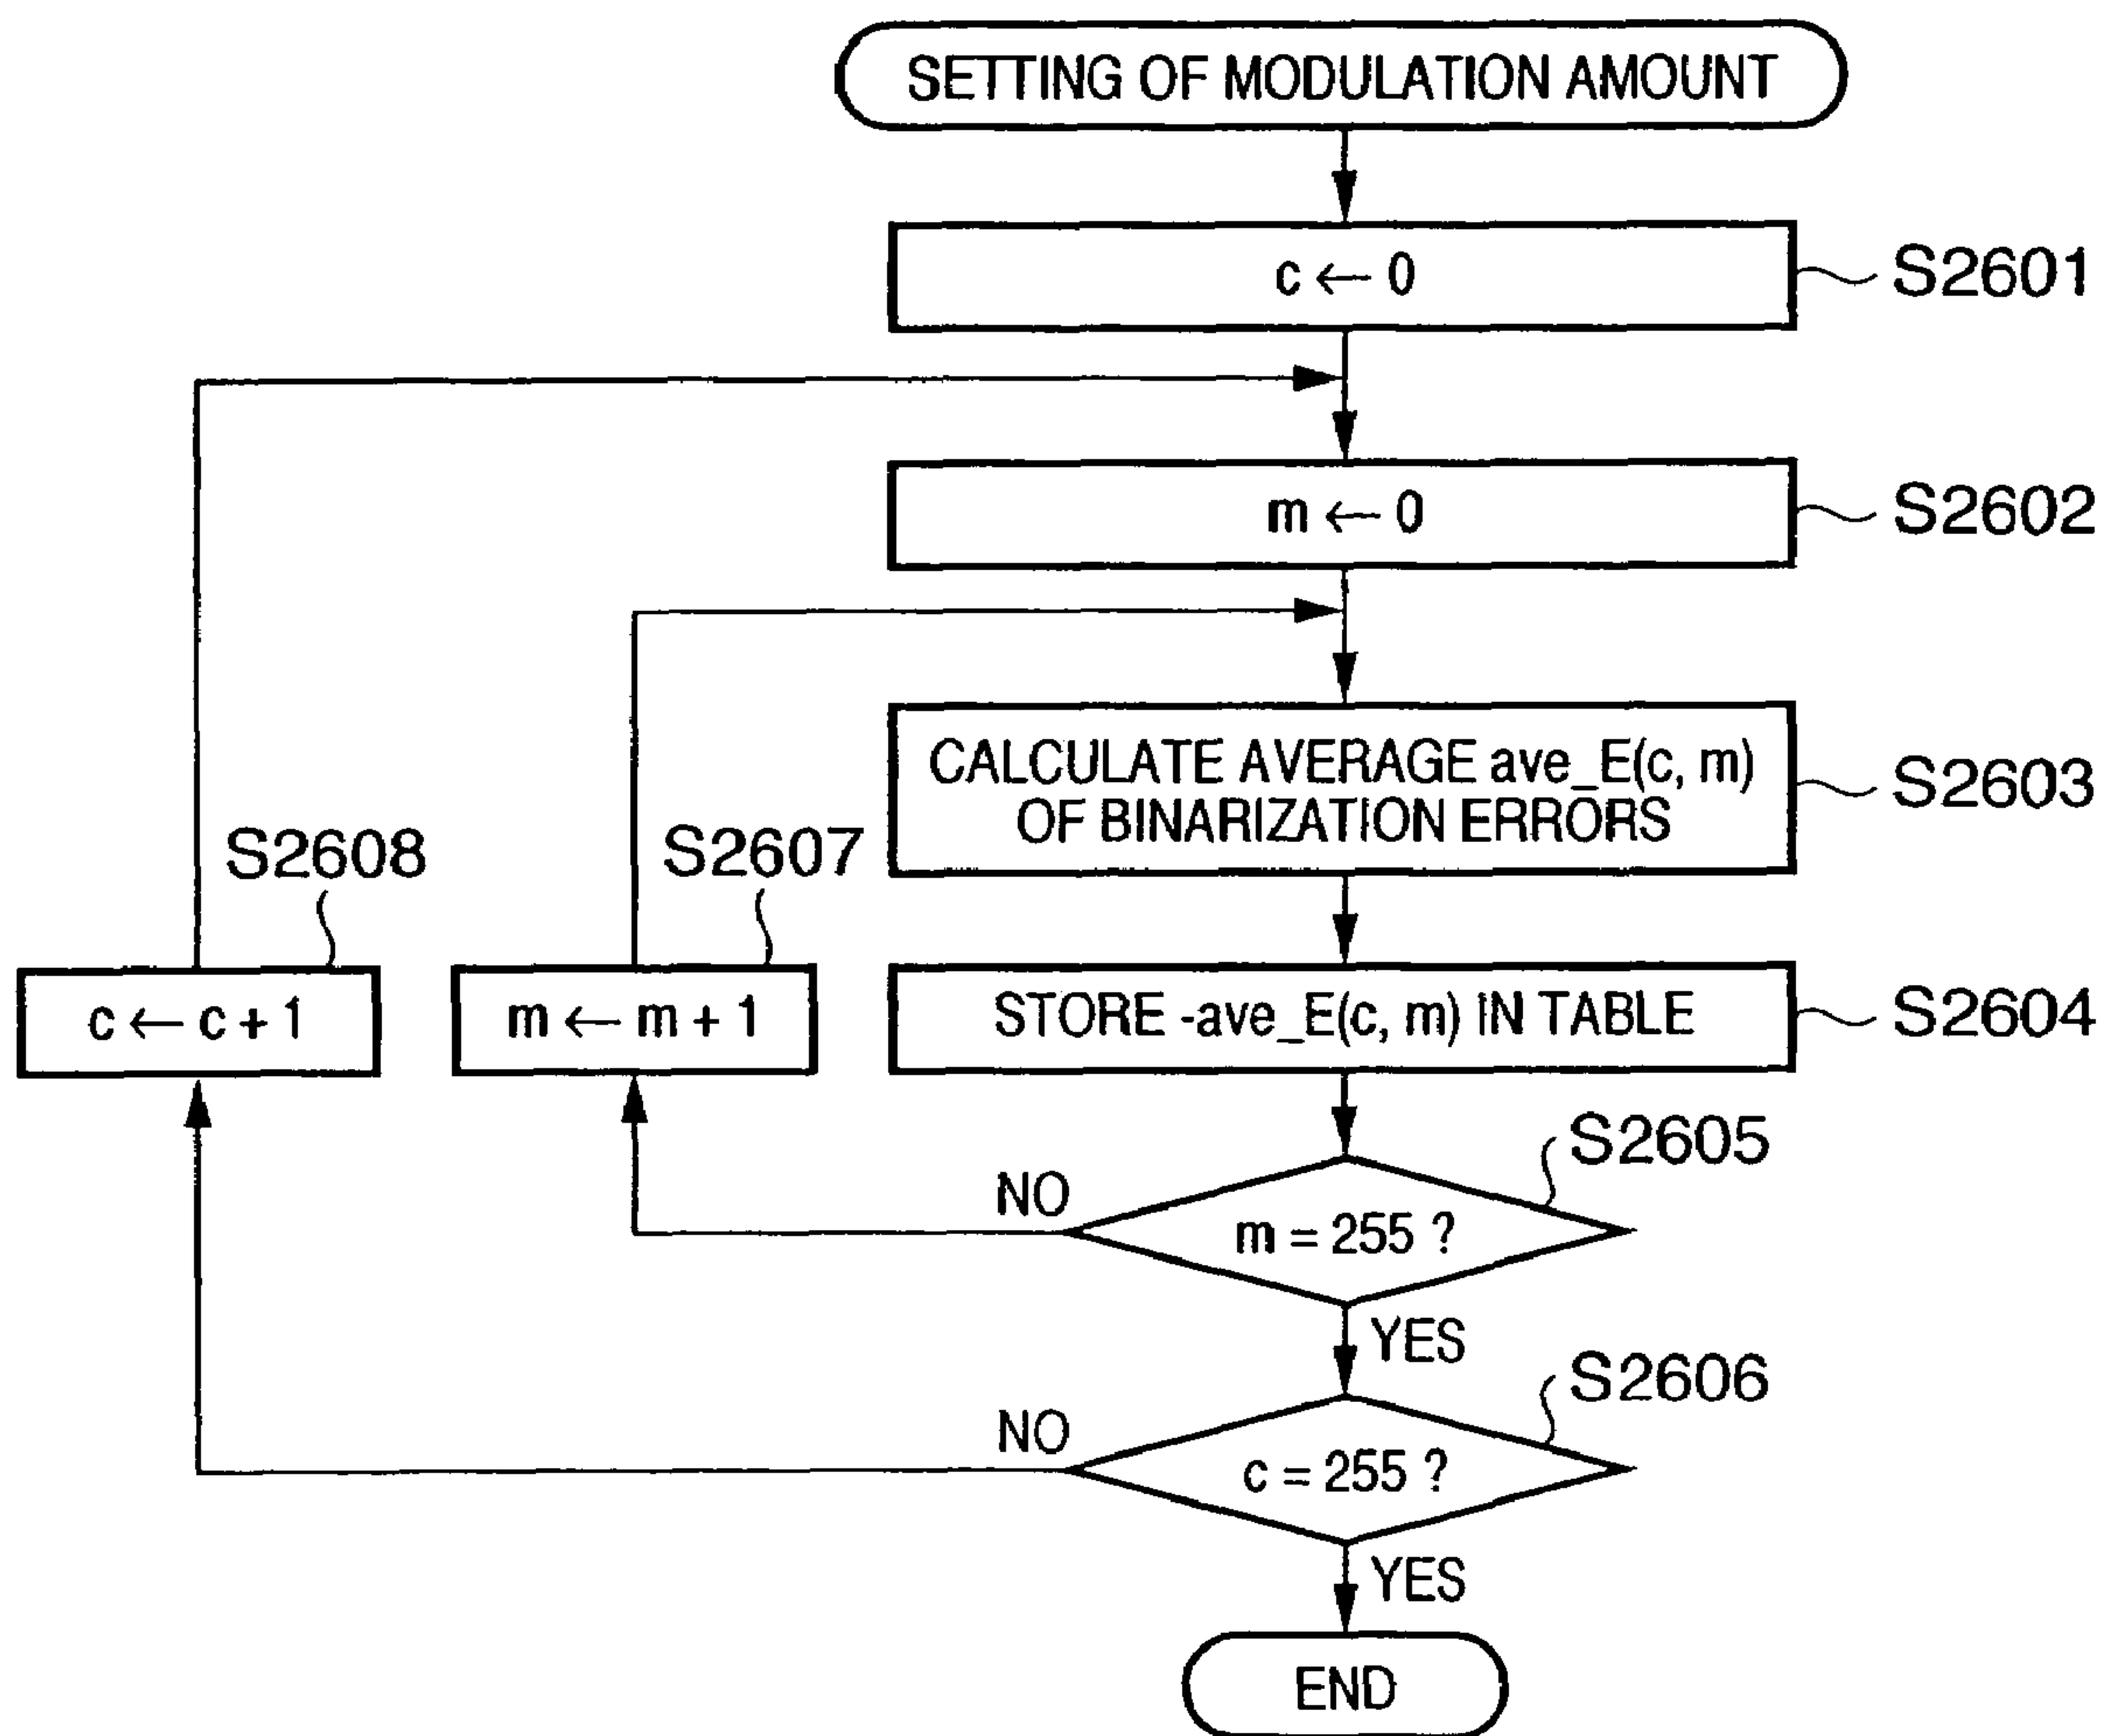 SETTING OF MODULATION AMOUNT
c ← 0
S2601
m ← 0
S2602
CALCULATE AVERAGE ave_E(c, m)
OF BINARIZATION ERRORS
S2603
S2608
S2607
c ← c + 1
m ← m + 1
STORE -ave_E(c, m) IN TABLE
S2604
S2605
NO
m = 255 ?
YES
S2606
NO
c = 255 ?
YES
END